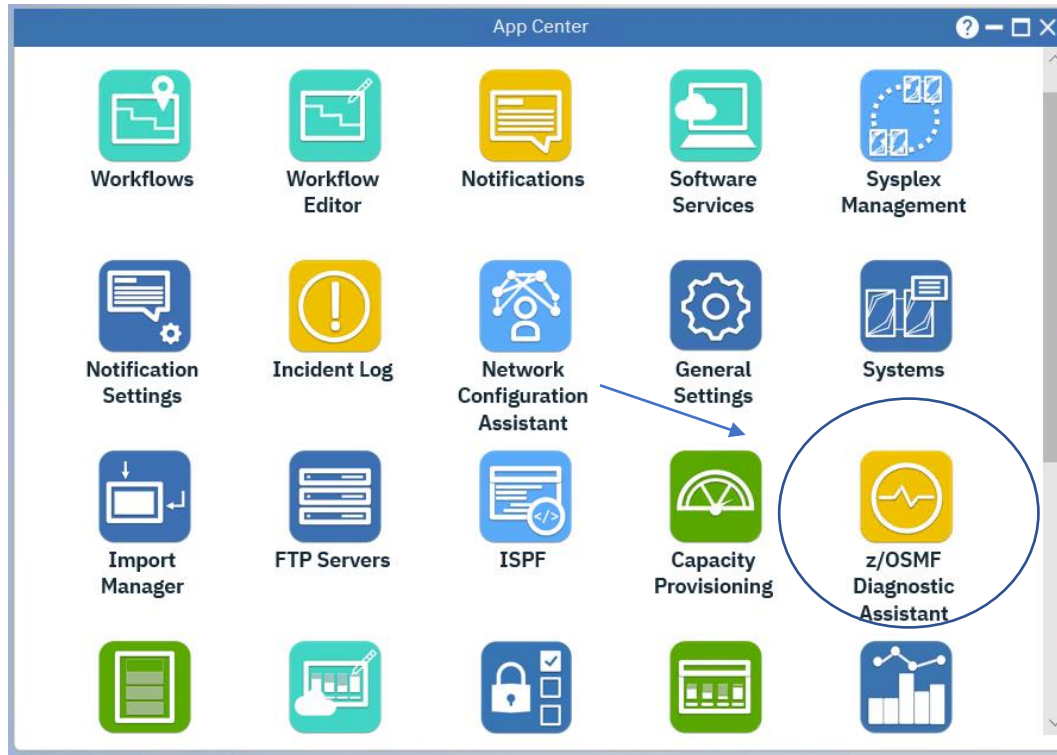 App Center
?
Workflows
Workflow
Editor
Notifications
Software
Services
Sysplex
Management
Notification
Settings
Incident Log
Network
Configuration
Assistant
General
Settings
Systems
Import
Manager
FTP Servers
</>
ISPF
Capacity
Provisioning
z/OSMF
Diagnostic
Assistant